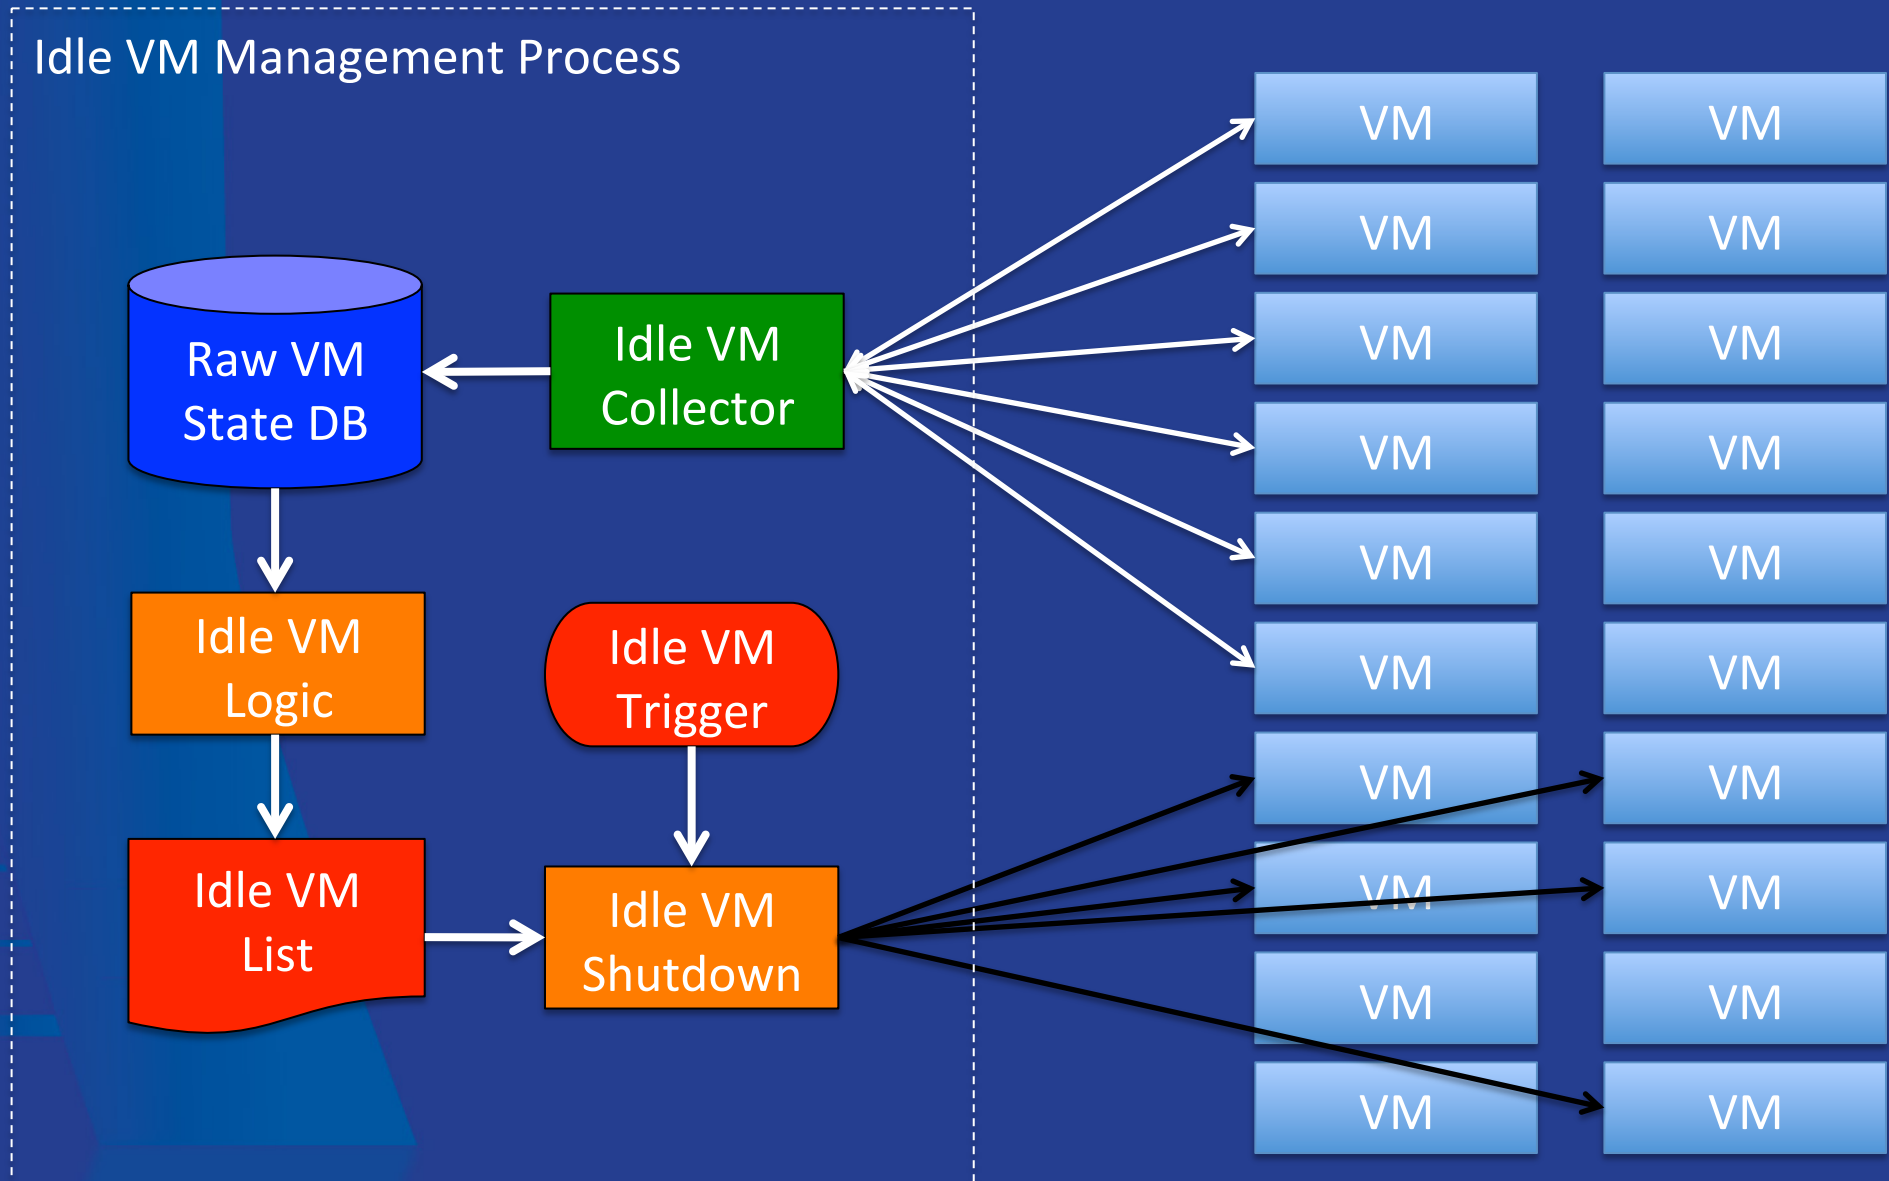 Idle VM Management Process
VM VM
VM VM
Raw VM
State DB
Idle VM
Collector
VM VM
VM VM
VM VM
Idle VM
Logic
Idle VM
Trigger
VM VM
VM VM
Idle VM
List
Idle VM
Shutdown
VM VM
VM VM
VM VM